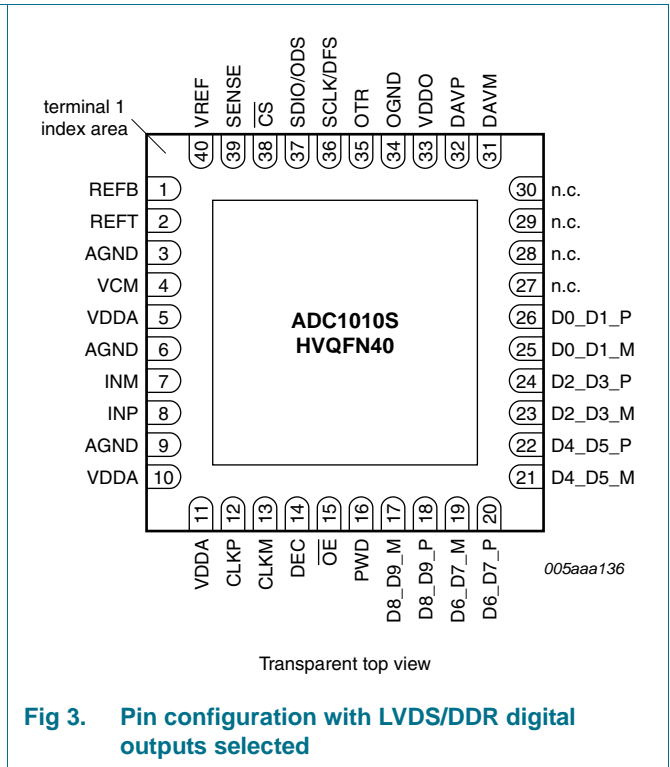 terminal 1
index area
VREF
SENSE
C̅S̅
SDIO/ODS
SCLK/DFS
OTR
OGND
VDDO
DAVP
DAVM
40
39
38
37
36
35
34
33
32
31
REFB 1
REFT 2
AGND 3
VCM 4
VDDA 5
AGND 6
INM 7
INP 8
AGND 9
VDDA 10
ADC1010S
HVQFN40
30 n.c.
29 n.c.
28 n.c.
27 n.c.
26 D0_D1_P
25 D0_D1_M
24 D2_D3_P
23 D2_D3_M
22 D4_D5_P
21 D4_D5_M
11
12
13
14
15
16
17
18
19
20
VDDA
CLKP
CLKM
DEC
O̅E̅
PWD
D8_D9_M
D8_D9_P
D6_D7_M
D6_D7_P
005aaa136
Transparent top view
Fig 3. Pin configuration with LVDS/DDR digital
outputs selected